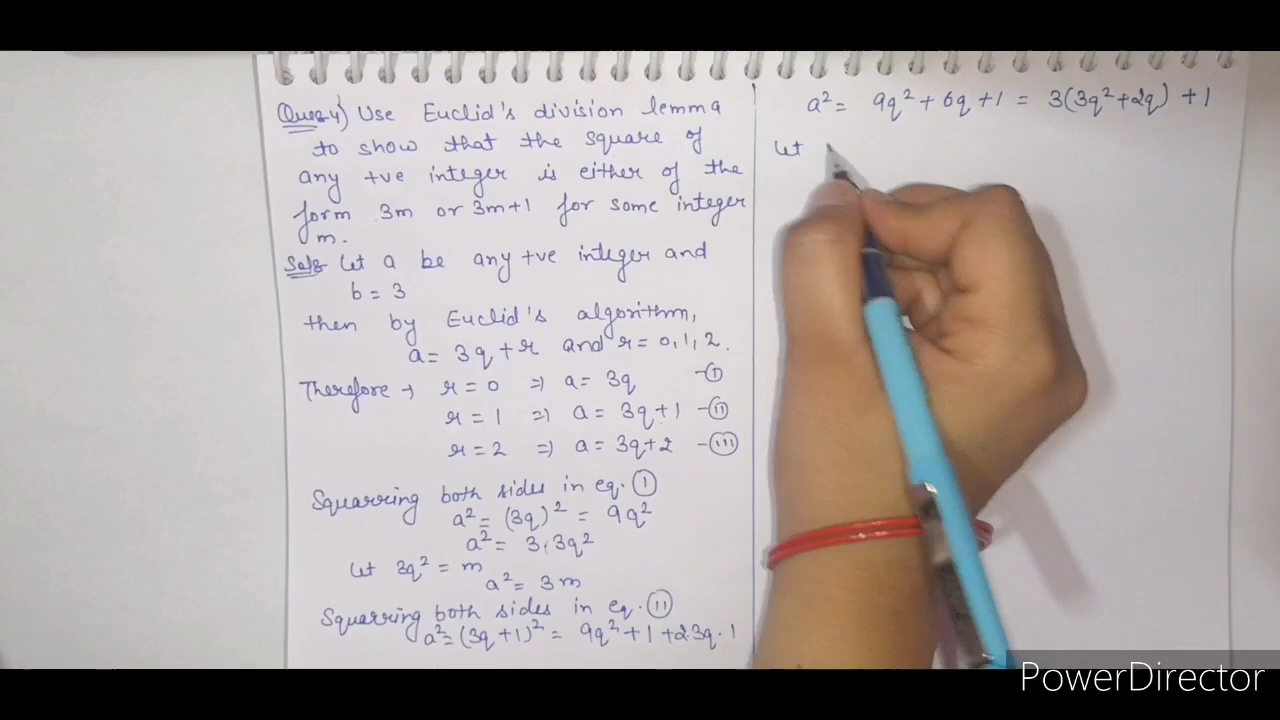 Ques4) Use Euclid's division lemma
to show that the square of
any +ve integer is either of the
form 3m or 3m+1 for some integer
m.
Sol: Let a be any +ve integer and
b = 3
then by Euclid's algorithm,
a = 3q + r and r = 0, 1, 2.
Therefore → r = 0 ⇒ a = 3q -(I)
r = 1 ⇒ a = 3q+1 -(II)
r = 2 ⇒ a = 3q+2 -(III)
Squarring both sides in eq. (I)
a² = (3q)² = 9q²
a² = 3.3q²
Let 3q² = m
a² = 3m
Squarring both sides in eq. (II)
a² = (3q+1)² = 9q² + 1 + 2.3q.1
a² = 9q² + 6q + 1 = 3(3q² + 2q) + 1
Let
PowerDirector